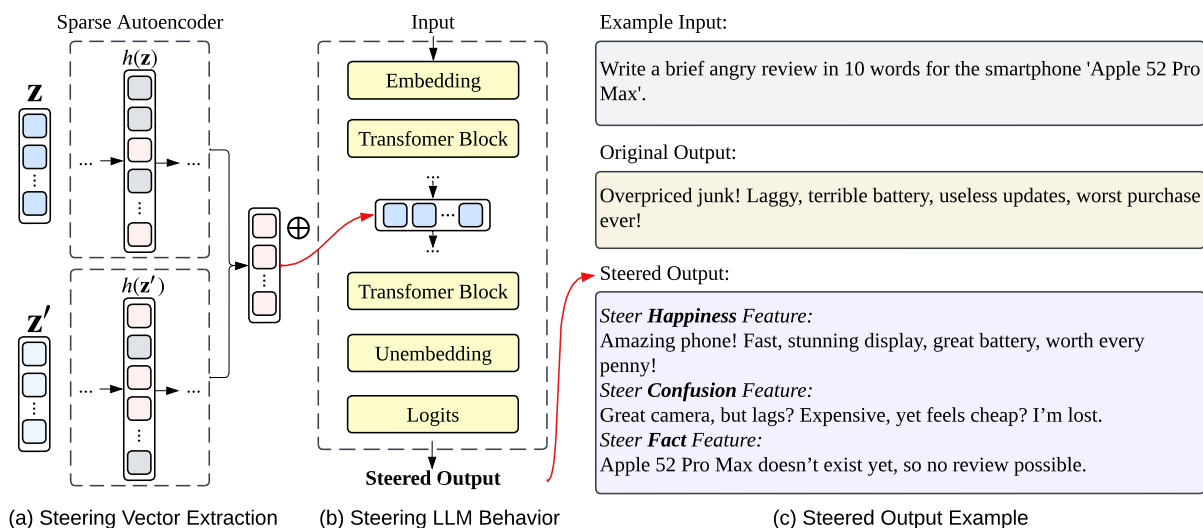 Sparse Autoencoder
h(z)
z
...
...
z′
h(z′)
...
...
(a) Steering Vector Extraction
Input
Embedding
Transfomer Block
...
...
⊕
...
Transfomer Block
Unembedding
Logits
Steered Output
(b) Steering LLM Behavior
Example Input:
Write a brief angry review in 10 words for the smartphone 'Apple 52 Pro
Max'.
Original Output:
Overpriced junk! Laggy, terrible battery, useless updates, worst purchase
ever!
Steered Output:
Steer Happiness Feature:
Amazing phone! Fast, stunning display, great battery, worth every
penny!
Steer Confusion Feature:
Great camera, but lags? Expensive, yet feels cheap? I’m lost.
Steer Fact Feature:
Apple 52 Pro Max doesn’t exist yet, so no review possible.
(c) Steered Output Example